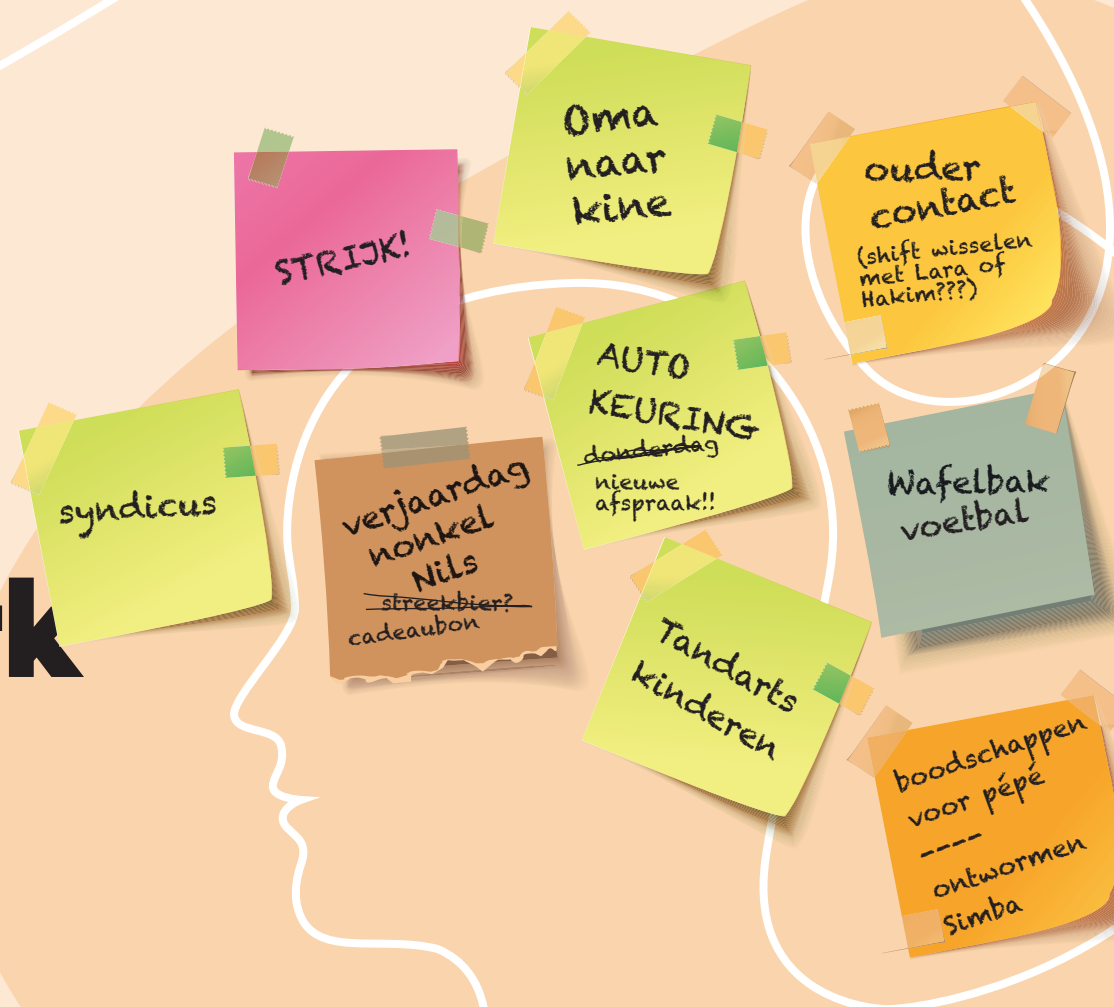 Oma
naar
kine
STRIJK!
ouder
contact
(shift wisselen
met Lara of
Hakim???)
AUTO
KEURING
donderdag
nieuwe
afspraak!!
syndicus
verjaardag
nonkel
Nils
streekbier?
cadeaubon
Wafelbak
voetbal
k
Tandarts
kinderen
boodschappen
voor pépé
----
ontwormen
Simba